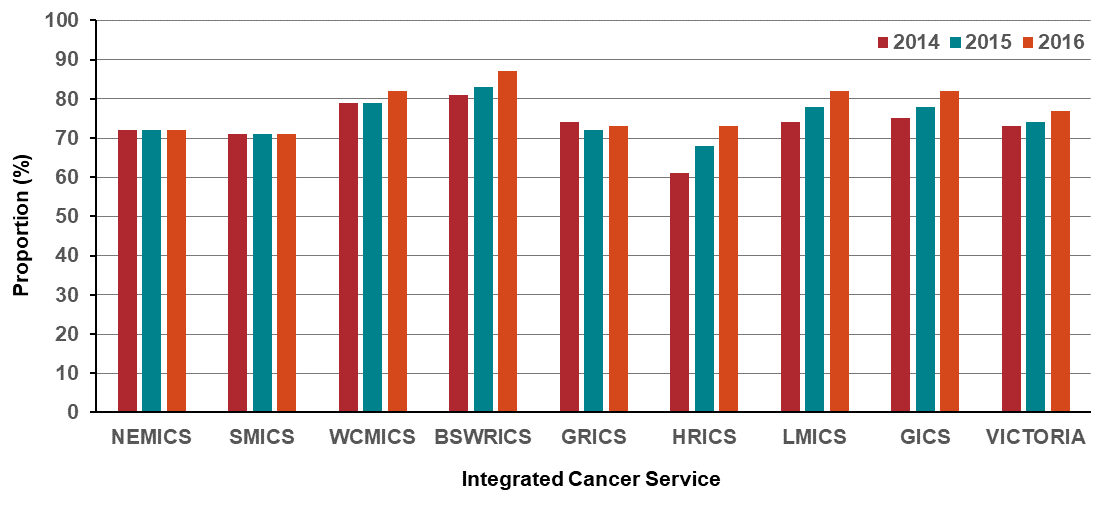 100
2014 2015 2016
90
80
70
60
50
40
30
20
10
0
Proportion (%)
NEMICS SMICS WCMICS BSWRICS GRICS HRICS LMICS GICS VICTORIA
Integrated Cancer Service